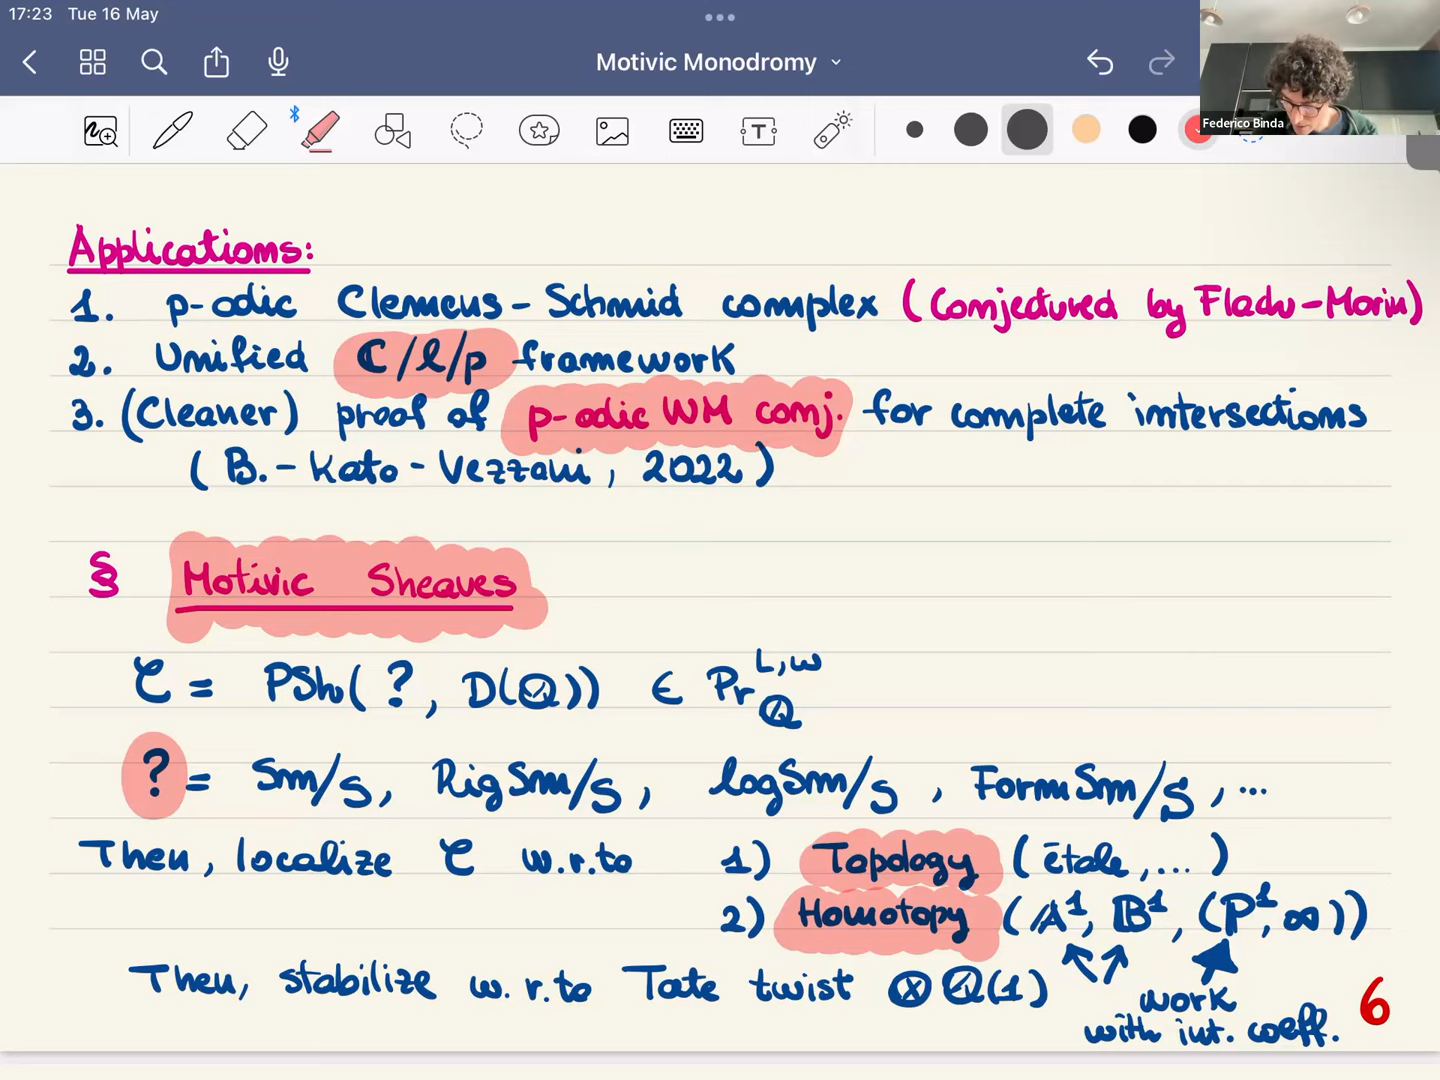 17:23 Tue 16 May
Motivic Monodromy
Federico Binda
Applications:
1. p-adic Clemens-Schmid complex (Conjectured by Flach-Morin)
2. Unified ℂ/l/p framework
3. (Cleaner) proof of p-adic WM conj. for complete intersections
(B.-Kato-Vezzani, 2022)
§ Motivic Sheaves
𝒞 = PSh(?, D(ℚ)) ∈ Pr^{L,ω}_ℚ
? = Sm/S, RigSm/S, logSm/S, FormSm/S, ...
Then, localize 𝒞 w.r.to 1) Topology (étale, ...)
2) Homotopy (𝔸¹, 𝔹¹, (ℙ¹,∞))
Then, stabilize w.r.to Tate twist ⊗ℚ(1)
work
with int. coeff.
6